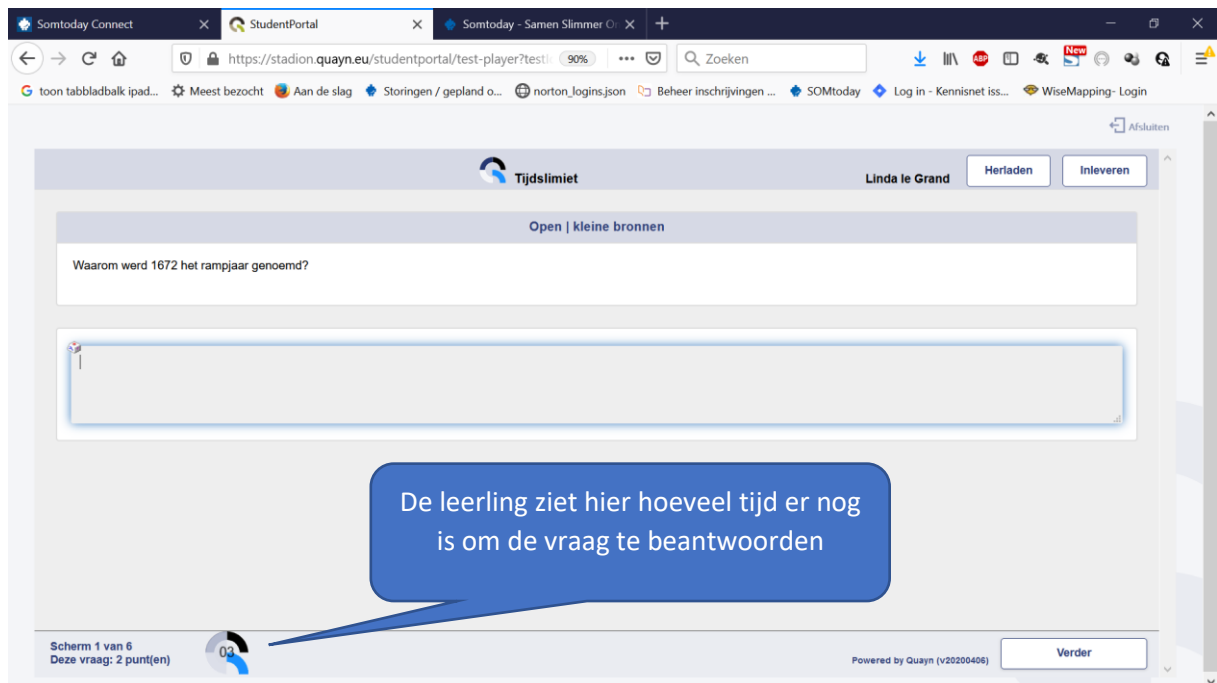 Somtoday Connect
StudentPortal
Somtoday - Samen Slimmer Or
https://stadion.quayn.eu/studentportal/test-player?testI
90%
Zoeken
ABP
New
S
toon tabbladbalk ipad...
Meest bezocht
Aan de slag
Storingen / gepland o...
norton_logins.json
Beheer inschrijvingen ...
SOMtoday
Log in - Kennisnet iss...
WiseMapping- Login
Afsluiten
Tijdslimiet
Linda le Grand
Herladen
Inleveren
Open | kleine bronnen
Waarom werd 1672 het rampjaar genoemd?
De leerling ziet hier hoeveel tijd er nog
is om de vraag te beantwoorden
Scherm 1 van 6
Deze vraag: 2 punt(en)
03
Powered by Quayn (v20200406)
Verder